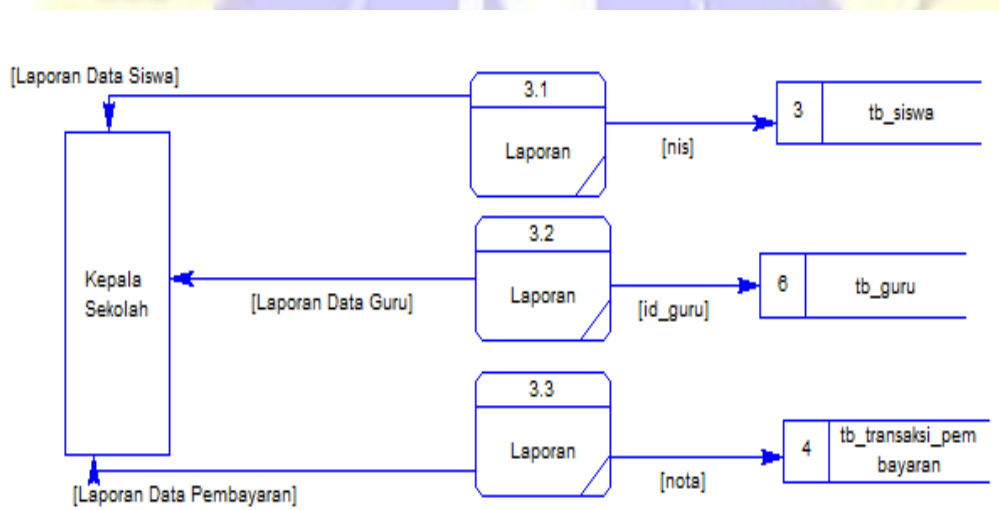 [Laporan Data Siswa]
3.1
Laporan
[nis]
3
tb_siswa
Kepala
Sekolah
[Laporan Data Guru]
3.2
Laporan
[id_guru]
6
tb_guru
3.3
Laporan
[nota]
4
tb_transaksi_pem
bayaran
[Laporan Data Pembayaran]